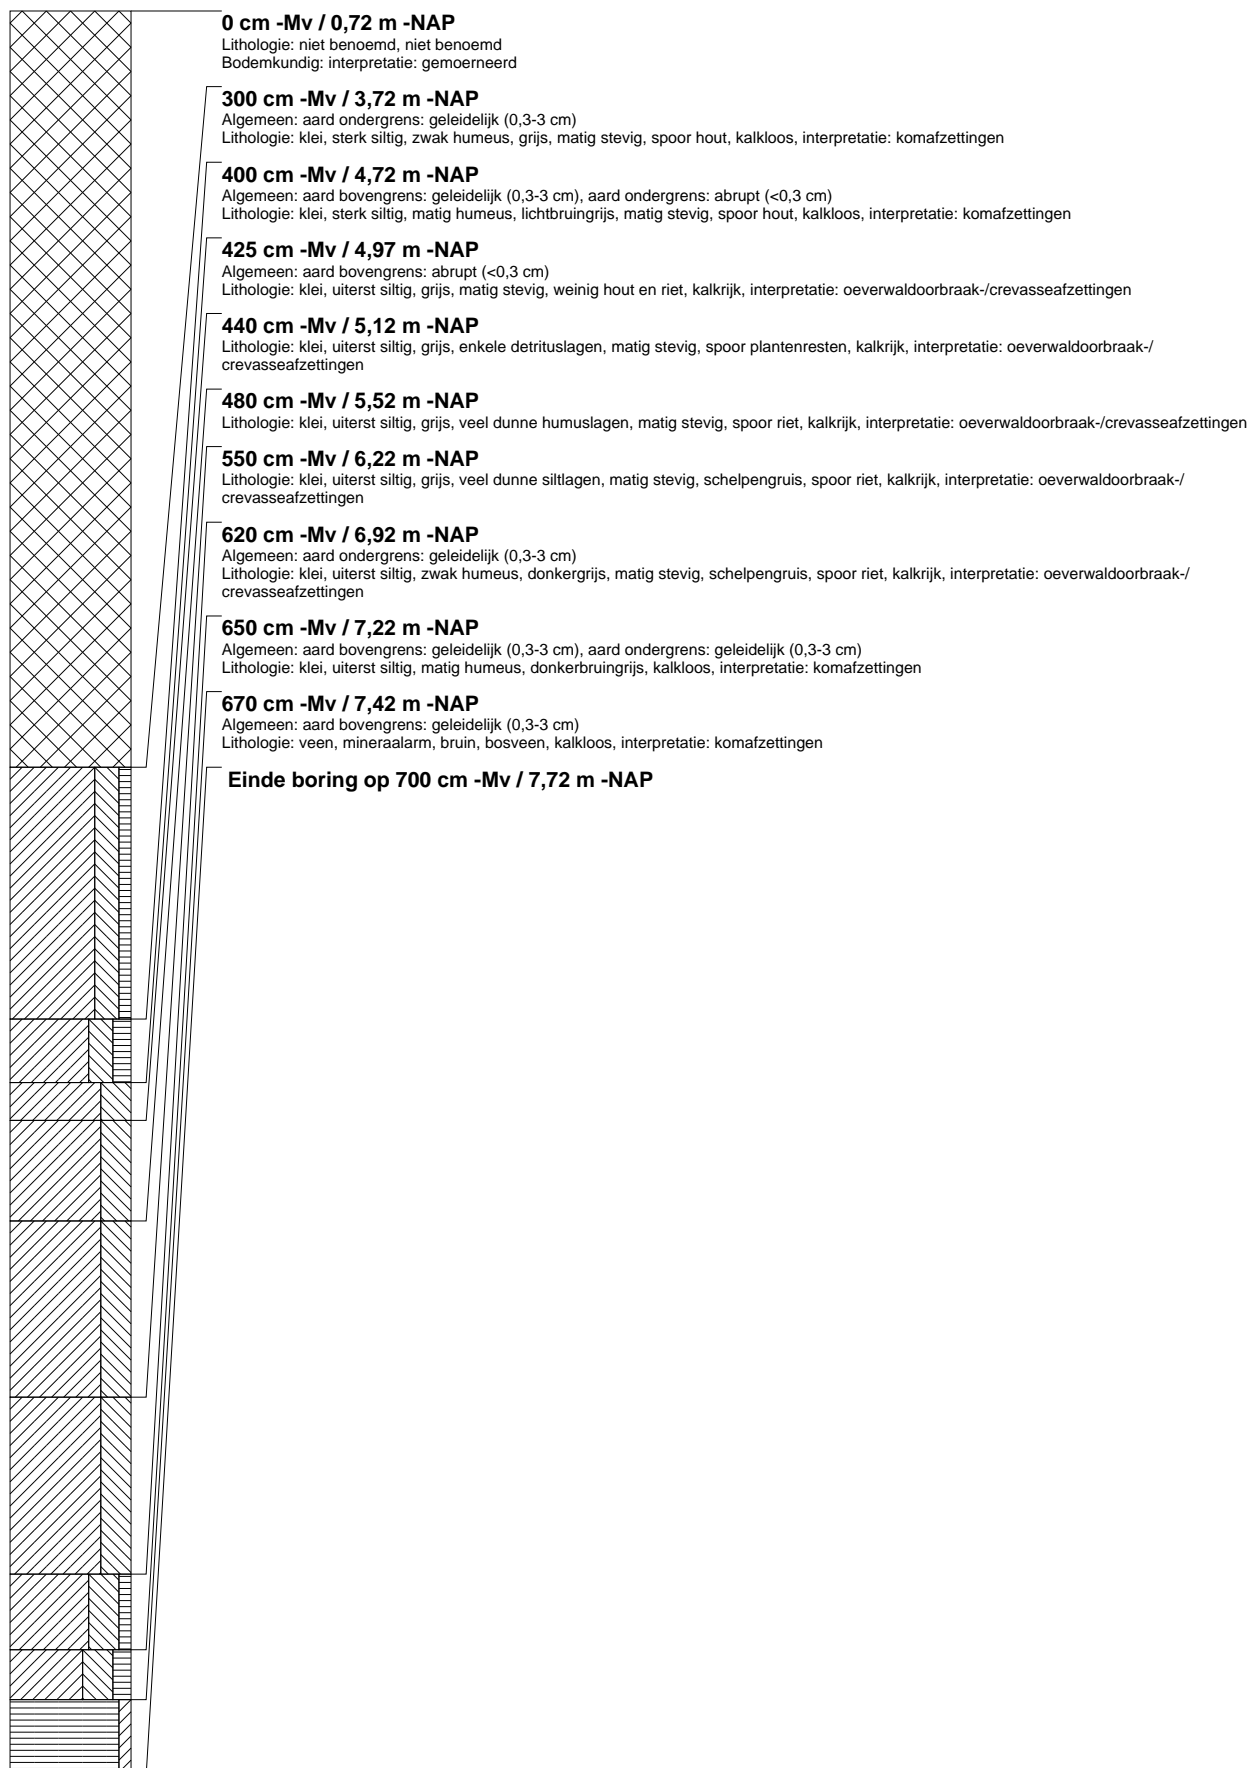 0 cm -Mv / 0,72 m -NAP
Lithologie: niet benoemd, niet benoemd
Bodemkundig: interpretatie: gemoerneerd
300 cm -Mv / 3,72 m -NAP
Algemeen: aard ondergrens: geleidelijk (0,3-3 cm)
Lithologie: klei, sterk siltig, zwak humeus, grijs, matig stevig, spoor hout, kalkloos, interpretatie: komafzettingen
400 cm -Mv / 4,72 m -NAP
Algemeen: aard bovengrens: geleidelijk (0,3-3 cm), aard ondergrens: abrupt (<0,3 cm)
Lithologie: klei, sterk siltig, matig humeus, lichtbruingrijs, matig stevig, spoor hout, kalkloos, interpretatie: komafzettingen
425 cm -Mv / 4,97 m -NAP
Algemeen: aard bovengrens: abrupt (<0,3 cm)
Lithologie: klei, uiterst siltig, grijs, matig stevig, weinig hout en riet, kalkrijk, interpretatie: oeverwaldoorbraak-/crevasseafzettingen
440 cm -Mv / 5,12 m -NAP
Lithologie: klei, uiterst siltig, grijs, enkele detrituslagen, matig stevig, spoor plantenresten, kalkrijk, interpretatie: oeverwaldoorbraak-/
crevasseafzettingen
480 cm -Mv / 5,52 m -NAP
Lithologie: klei, uiterst siltig, grijs, veel dunne humuslagen, matig stevig, spoor riet, kalkrijk, interpretatie: oeverwaldoorbraak-/crevasseafzettingen
550 cm -Mv / 6,22 m -NAP
Lithologie: klei, uiterst siltig, grijs, veel dunne siltlagen, matig stevig, schelpengruis, spoor riet, kalkrijk, interpretatie: oeverwaldoorbraak-/
crevasseafzettingen
620 cm -Mv / 6,92 m -NAP
Algemeen: aard ondergrens: geleidelijk (0,3-3 cm)
Lithologie: klei, uiterst siltig, zwak humeus, donkergrijs, matig stevig, schelpengruis, spoor riet, kalkrijk, interpretatie: oeverwaldoorbraak-/
crevasseafzettingen
650 cm -Mv / 7,22 m -NAP
Algemeen: aard bovengrens: geleidelijk (0,3-3 cm), aard ondergrens: geleidelijk (0,3-3 cm)
Lithologie: klei, uiterst siltig, matig humeus, donkerbruingrijs, kalkloos, interpretatie: komafzettingen
670 cm -Mv / 7,42 m -NAP
Algemeen: aard bovengrens: geleidelijk (0,3-3 cm)
Lithologie: veen, mineraalarm, bruin, bosveen, kalkloos, interpretatie: komafzettingen
Einde boring op 700 cm -Mv / 7,72 m -NAP